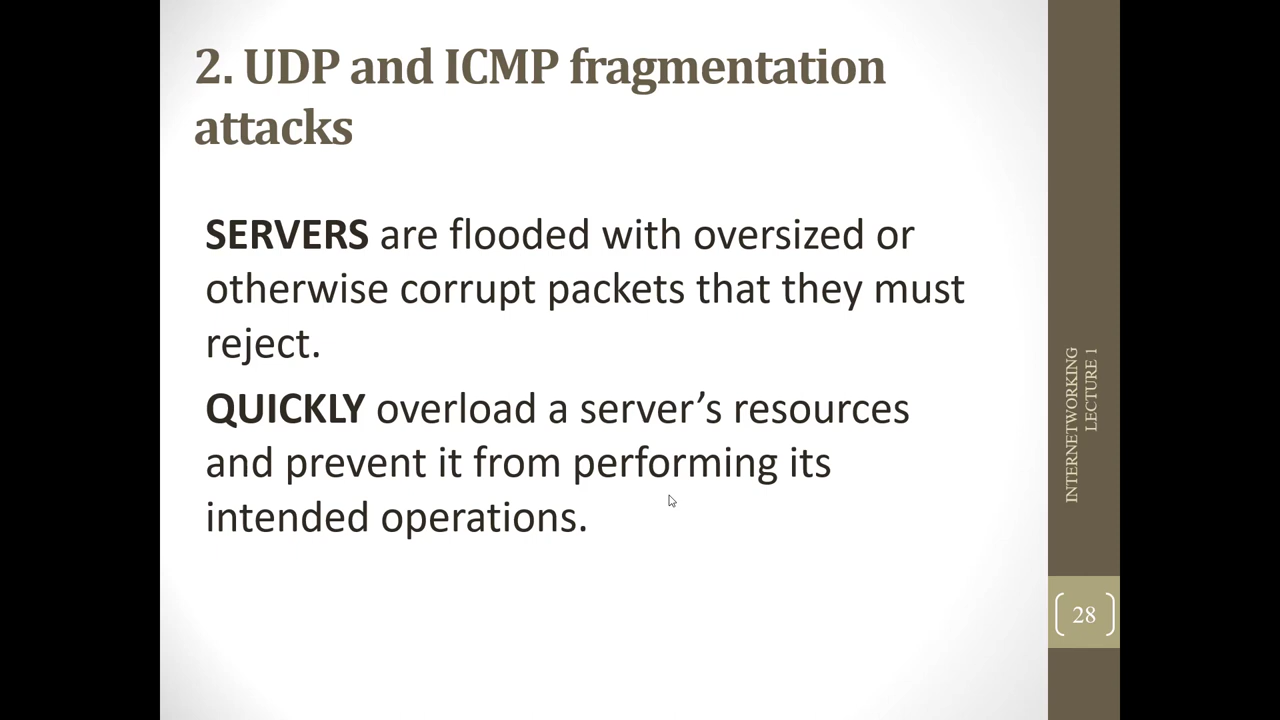 2. UDP and ICMP fragmentation
attacks
SERVERS are flooded with oversized or
otherwise corrupt packets that they must
reject.
QUICKLY overload a server’s resources
and prevent it from performing its
intended operations.
INTERNETWORKING
LECTURE 1
28